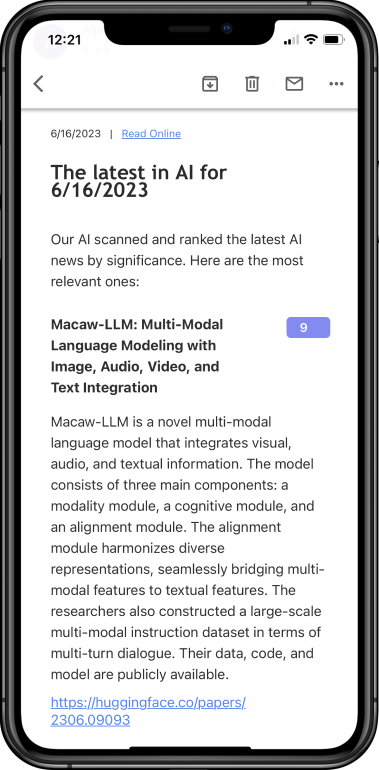 12:21
6/16/2023 | Read Online
The latest in AI for
6/16/2023
Our AI scanned and ranked the latest AI
news by significance. Here are the most
relevant ones:
Macaw-LLM: Multi-Modal
Language Modeling with
Image, Audio, Video, and
Text Integration
9
Macaw-LLM is a novel multi-modal
language model that integrates visual,
audio, and textual information. The model
consists of three main components: a
modality module, a cognitive module, and
an alignment module. The alignment
module harmonizes diverse
representations, seamlessly bridging multi-
modal features to textual features. The
researchers also constructed a large-scale
multi-modal instruction dataset in terms of
multi-turn dialogue. Their data, code, and
model are publicly available.
https://huggingface.co/papers/
2306.09093